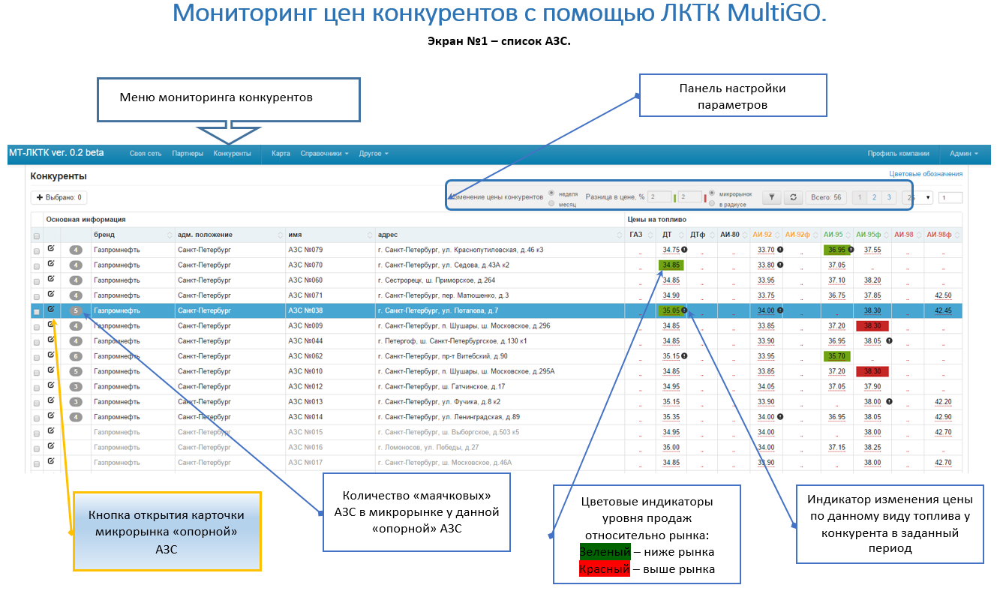 Мониторинг цен конкурентов с помощью ЛКТК MultiGO.
Экран №1 – список АЗС.
Меню мониторинга конкурентов
Панель настройки
параметров
МТ-ЛКТК ver. 0.2 beta Своя сеть Партнеры Конкуренты Карта Справочники Другое Профиль компании Админ
Конкуренты Цветовые обозначения
Выбрано: 0 конкурентов неделя месяц Разница в цене, % 2 2 микрорынок в радиусе Всего: 56 1 2 3 1
Основная информация Цены на топливо
бренд адм. положение имя адрес ГАЗ ДТ ДТф АИ-80 АИ-92 АИ-92ф АИ-95 АИ-95ф АИ-98 АИ-98ф
4 Газпромнефть Санкт-Петербург АЗС №079 г. Санкт-Петербург, ул. Краснопутиловская, д.46 к3 .. 34.75 .. .. 33.70 .. 36.95 37.55 .. ..
4 Газпромнефть Санкт-Петербург АЗС №070 г. Санкт-Петербург, ул. Седова, д.43А к2 .. 34.85 .. .. 33.80 .. 37.05 .. .. ..
4 Газпромнефть Санкт-Петербург АЗС №060 г. Сестрорецк, ш. Приморское, д.264 .. 34.85 .. .. 33.95 .. 37.10 38.20 .. ..
4 Газпромнефть Санкт-Петербург АЗС №071 г. Санкт-Петербург, пер. Матюшенко, д.3 .. 34.90 .. .. 33.75 .. 36.75 37.85 .. 42.50
5 Газпромнефть Санкт-Петербург АЗС №038 г. Санкт-Петербург, ул. Потапова, д.7 .. 35.05 .. .. 34.00 .. .. 38.30 .. 42.45
4 Газпромнефть Санкт-Петербург АЗС №009 г. Санкт-Петербург, п. Шушары, ш. Московское, д.296 .. 34.85 .. .. 33.85 .. 37.20 38.30 .. ..
4 Газпромнефть Санкт-Петербург АЗС №044 г. Петергоф, ш. Санкт-Петербургское, д.130 к1 .. 34.85 .. .. 33.90 .. 36.95 38.05 .. ..
6 Газпромнефть Санкт-Петербург АЗС №062 г. Санкт-Петербург, пр-т Витебский, д.90 .. 35.15 .. .. 33.95 .. 35.70 .. .. ..
5 Газпромнефть Санкт-Петербург АЗС №010 г. Санкт-Петербург, п. Шушары, ш. Московское, д.295А .. 34.85 .. .. 33.85 .. 37.20 38.30 .. ..
3 Газпромнефть Санкт-Петербург АЗС №012 г. Санкт-Петербург, ш. Гатчинское, д.17 .. 34.95 .. .. 34.05 .. 37.05 37.90 .. ..
3 Газпромнефть Санкт-Петербург АЗС №013 г. Санкт-Петербург, ул. Фучика, д.8 к2 .. 35.15 .. .. 33.90 .. .. 38.00 .. 42.20
4 Газпромнефть Санкт-Петербург АЗС №014 г. Санкт-Петербург, ул. Ленинградская, д.89 .. 35.35 .. .. 34.00 .. 36.95 38.05 .. 42.90
Газпромнефть Санкт-Петербург АЗС №015 г. Санкт-Петербург, ш. Выборгское, д.503 к5 .. 34.95 .. .. 34.00 .. .. 38.00 .. 42.70
Газпромнефть Санкт-Петербург АЗС №016 г. Ломоносов, ул. Победы, д.27 .. 35.00 .. .. 34.00 .. 37.15 38.25 .. ..
Газпромнефть Санкт-Петербург АЗС №017 г. Санкт-Петербург, ш. Московское, д.46А .. 34.85 .. .. 33.90 .. .. 38.00 .. 42.70
Кнопка открытия карточки
микрорынка «опорной»
АЗС
Количество «маячковых»
АЗС в микрорынке у данной
«опорной» АЗС
Цветовые индикаторы
уровня продаж
относительно рынка:
Зеленый – ниже рынка
Красный – выше рынка
Индикатор изменения цены
по данному виду топлива у
конкурента в заданный
период